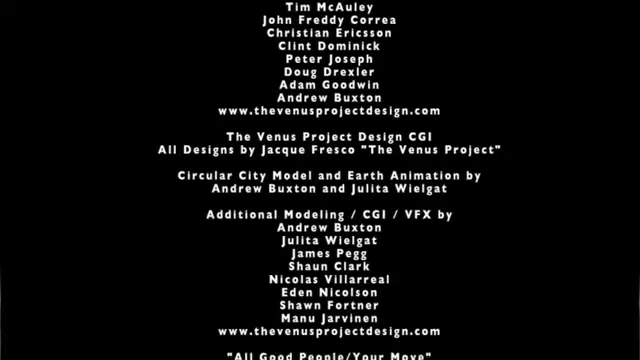 Tim McAuley
John Freddy Correa
Christian Ericsson
Clint Dominick
Peter Joseph
Doug Drexler
Adam Goodwin
Andrew Buxton
www.thevenusprojectdesign.com
The Venus Project Design CGI
All Designs by Jacque Fresco "The Venus Project"
Circular City Model and Earth Animation by
Andrew Buxton and Julita Wielgat
Additional Modeling / CGI / VFX by
Andrew Buxton
Julita Wielgat
James Pegg
Shaun Clark
Nicolas Villarreal
Eden Nicolson
Shawn Fortner
Manu Jarvinen
www.thevenusprojectdesign.com
"All Good People/Your Move"